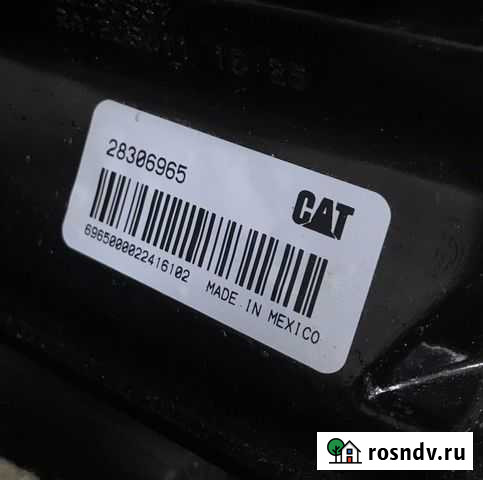 28306965
CAT
6965000022416102
MADE IN MEXICO
rosndv.ru